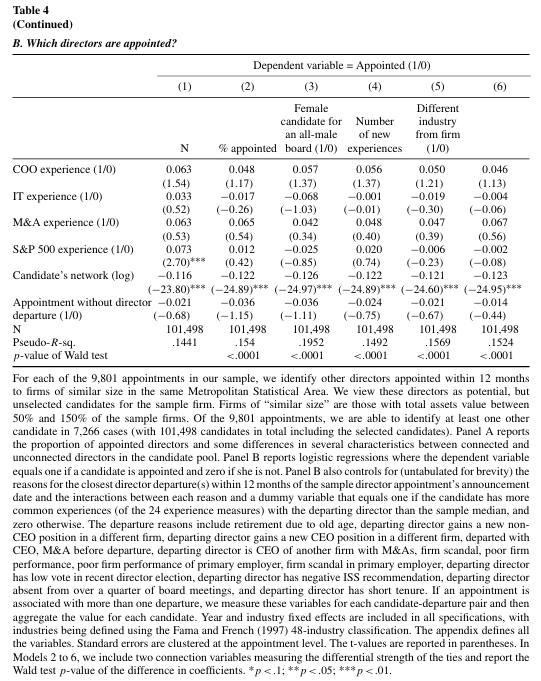 Table 4
(Continued)
B. Which directors are appointed?
Dependent variable = Appointed (1/0)
(1) (2) (3) (4) (5) (6)
Female Different
candidate for Number industry
an all-male of new from firm
N % appointed board (1/0) experiences (1/0)
COO experience (1/0) 0.063 0.048 0.057 0.056 0.050 0.046
(1.54) (1.17) (1.37) (1.37) (1.21) (1.13)
IT experience (1/0) 0.033 −0.017 −0.068 −0.001 −0.019 −0.004
(0.52) (−0.26) (−1.03) (−0.01) (−0.30) (−0.06)
M&A experience (1/0) 0.063 0.065 0.042 0.048 0.047 0.067
(0.53) (0.54) (0.34) (0.40) (0.39) (0.56)
S&P 500 experience (1/0) 0.073 0.012 −0.025 0.020 −0.006 −0.002
(2.70)*** (0.42) (−0.85) (0.74) (−0.23) (−0.08)
Candidate's network (log) −0.116 −0.122 −0.126 −0.122 −0.121 −0.123
(−23.80)*** (−24.89)*** (−24.97)*** (−24.89)*** (−24.60)*** (−24.95)***
Appointment without director −0.021 −0.036 −0.036 −0.024 −0.021 −0.014
departure (1/0) (−0.68) (−1.15) (−1.11) (−0.75) (−0.67) (−0.44)
N 101,498 101,498 101,498 101,498 101,498 101,498
Pseudo-R-sq. .1441 .154 .1952 .1492 .1569 .1524
p-value of Wald test <.0001 <.0001 <.0001 <.0001 <.0001
For each of the 9,801 appointments in our sample, we identify other directors appointed within 12 months
to firms of similar size in the same Metropolitan Statistical Area. We view these directors as potential, but
unselected candidates for the sample firm. Firms of "similar size" are those with total assets value between
50% and 150% of the sample firms. Of the 9,801 appointments, we are able to identify at least one other
candidate in 7,266 cases (with 101,498 candidates in total including the selected candidates). Panel A reports
the proportion of appointed directors and some differences in several characteristics between connected and
unconnected directors in the candidate pool. Panel B reports logistic regressions where the dependent variable
equals one if a candidate is appointed and zero if she is not. Panel B also controls for (untabulated for brevity) the
reasons for the closest director departure(s) within 12 months of the sample director appointment's announcement
date and the interactions between each reason and a dummy variable that equals one if the candidate has more
common experiences (of the 24 experience measures) with the departing director than the sample median, and
zero otherwise. The departure reasons include retirement due to old age, departing director gains a new non-
CEO position in a different firm, departing director gains a new CEO position in a different firm, departed with
CEO, M&A before departure, departing director is CEO of another firm with M&As, firm scandal, poor firm
performance, poor firm performance of primary employer, firm scandal in primary employer, departing director
has low vote in recent director election, departing director has negative ISS recommendation, departing director
absent from over a quarter of board meetings, and departing director has short tenure. If an appointment is
associated with more than one departure, we measure these variables for each candidate-departure pair and then
aggregate the value for each candidate. Year and industry fixed effects are included in all specifications, with
industries being defined using the Fama and French (1997) 48-industry classification. The appendix defines all
the variables. Standard errors are clustered at the appointment level. The t-values are reported in parentheses. In
Models 2 to 6, we include two connection variables measuring the differential strength of the ties and report the
Wald test p-value of the difference in coefficients. *p<.1; **p<.05; ***p<.01.